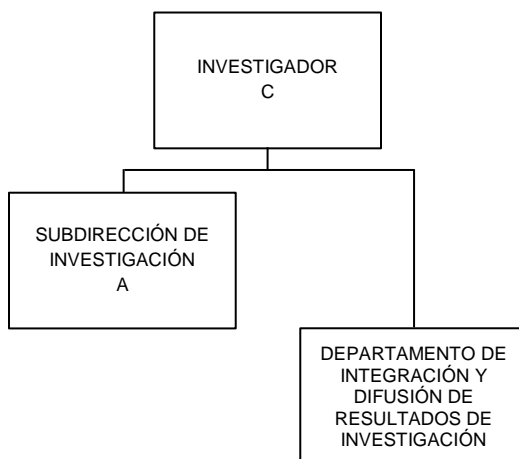 INVESTIGADOR
C
SUBDIRECCIÓN DE
INVESTIGACIÓN
A
DEPARTAMENTO DE
INTEGRACIÓN Y
DIFUSIÓN DE
RESULTADOS DE
INVESTIGACIÓN